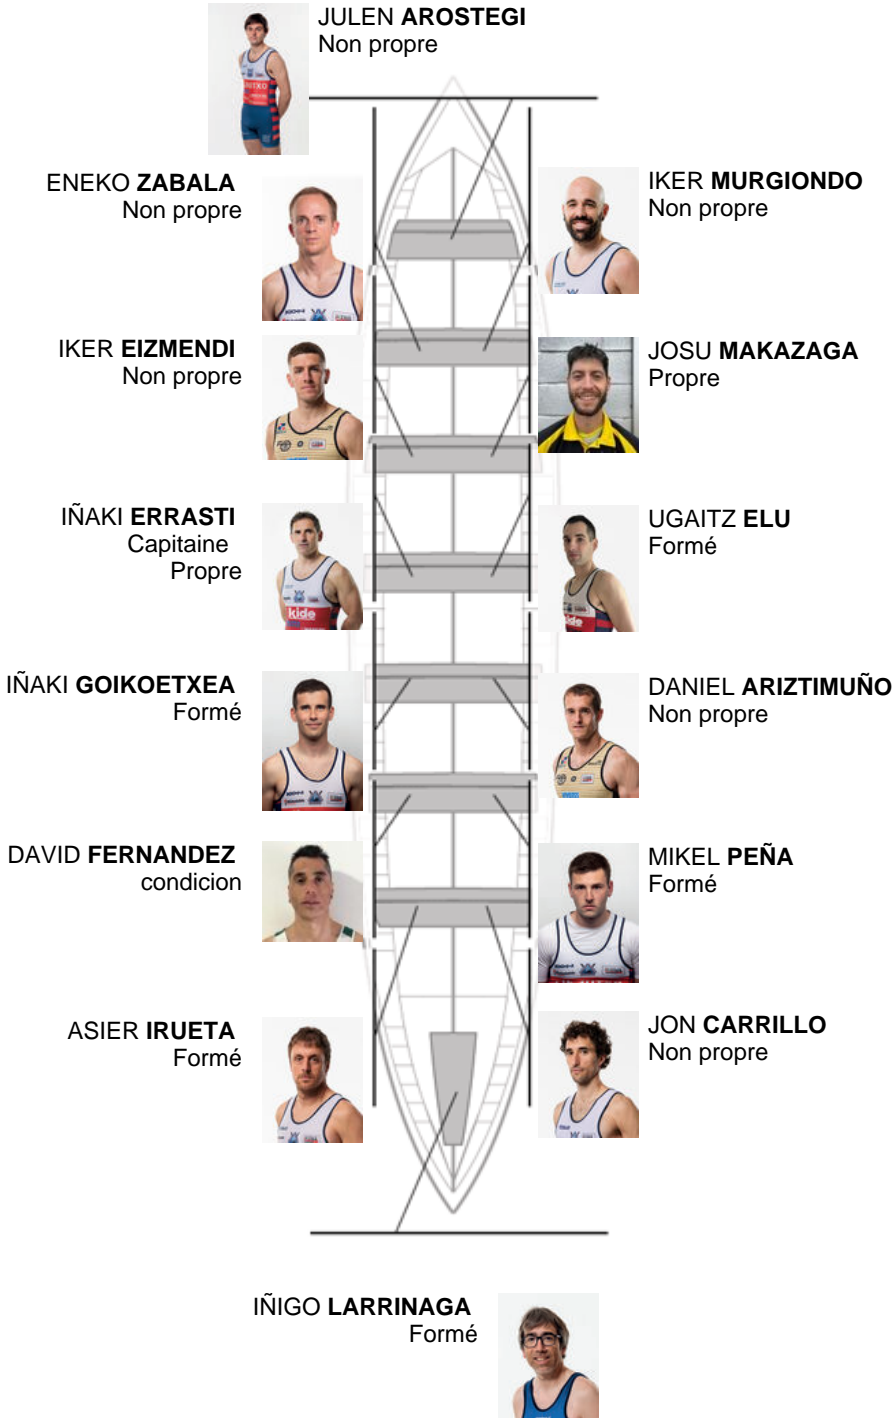 JULEN AROSTEGI
Non propre
ENEKO ZABALA
Non propre
IKER MURGIONDO
Non propre
IKER EIZMENDI
Non propre
JOSU MAKAZAGA
Propre
IÑAKI ERRASTI
Capitaine
Propre
UGAITZ ELU
Formé
kide
kide
IÑAKI GOIKOETXEA
Formé
DANIEL ARIZTIMUÑO
Non propre
DAVID FERNANDEZ
condicion
MIKEL PEÑA
Formé
ASIER IRUETA
Formé
JON CARRILLO
Non propre
IÑIGO LARRINAGA
Formé